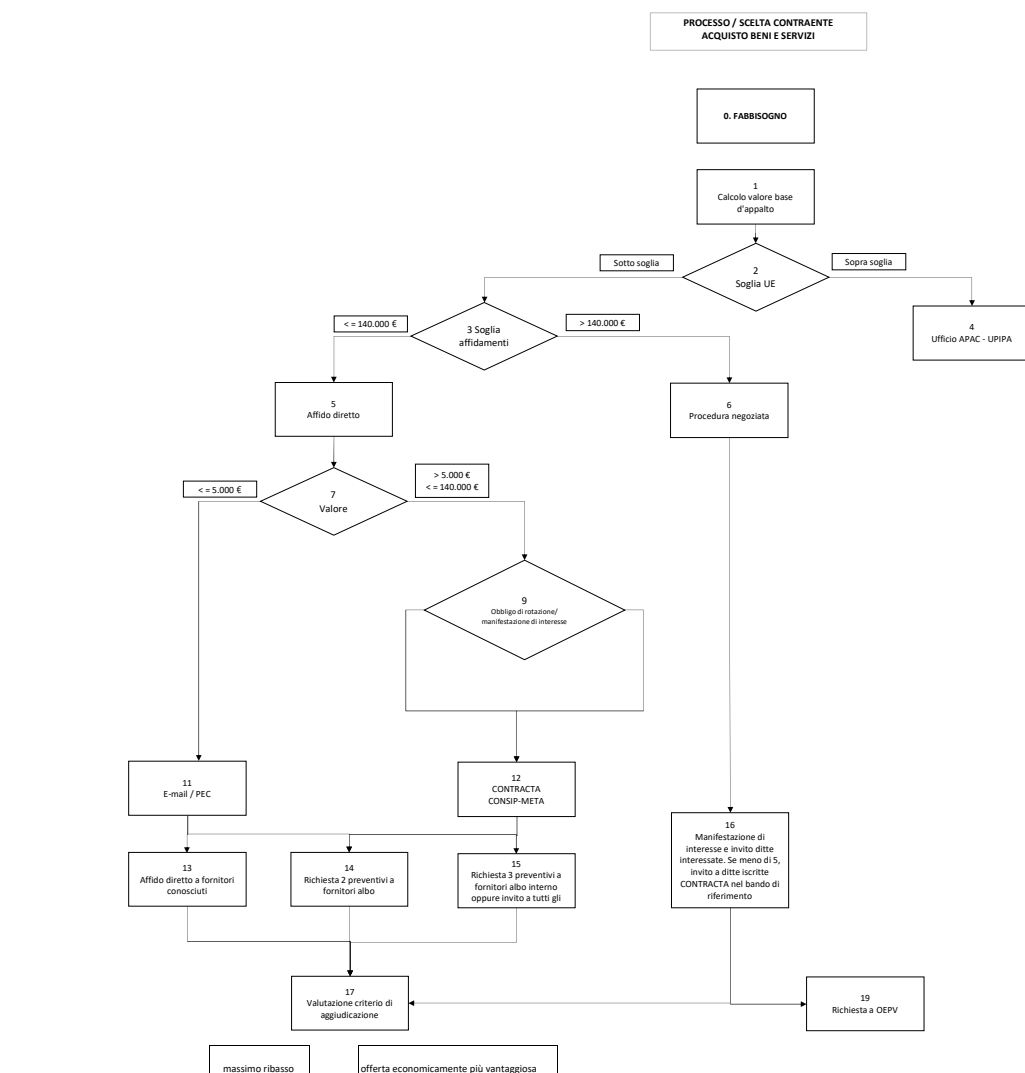 PROCESSO / SCELTA CONTRAENTE
ACQUISTO BENI E SERVIZI
0. FABBISOGNO
1
Calcolo valore base
d'appalto
2
Soglia UE
Sotto soglia
Sopra soglia
3 Soglia
affidamenti
< = 140.000 €
> 140.000 €
4
Ufficio APAC - UPIPA
5
Affido diretto
6
Procedura negoziata
7
Valore
< = 5.000 €
> 5.000 €
< = 140.000 €
9
Obbligo di rotazione/
manifestazione di interesse
11
E-mail / PEC
12
CONTRACTA
CONSIP-META
13
Affido diretto a fornitori
conosciuti
14
Richiesta 2 preventivi a
fornitori albo
15
Richiesta 3 preventivi a
fornitori albo interno
oppure invito a tutti gli
16
Manifestazione di
interesse e invito ditte
interessate. Se meno di 5,
invito a ditte iscritte
CONTRACTA nel bando di
riferimento
17
Valutazione criterio di
aggiudicazione
19
Richiesta a OEPV
massimo ribasso
offerta economicamente più vantaggiosa